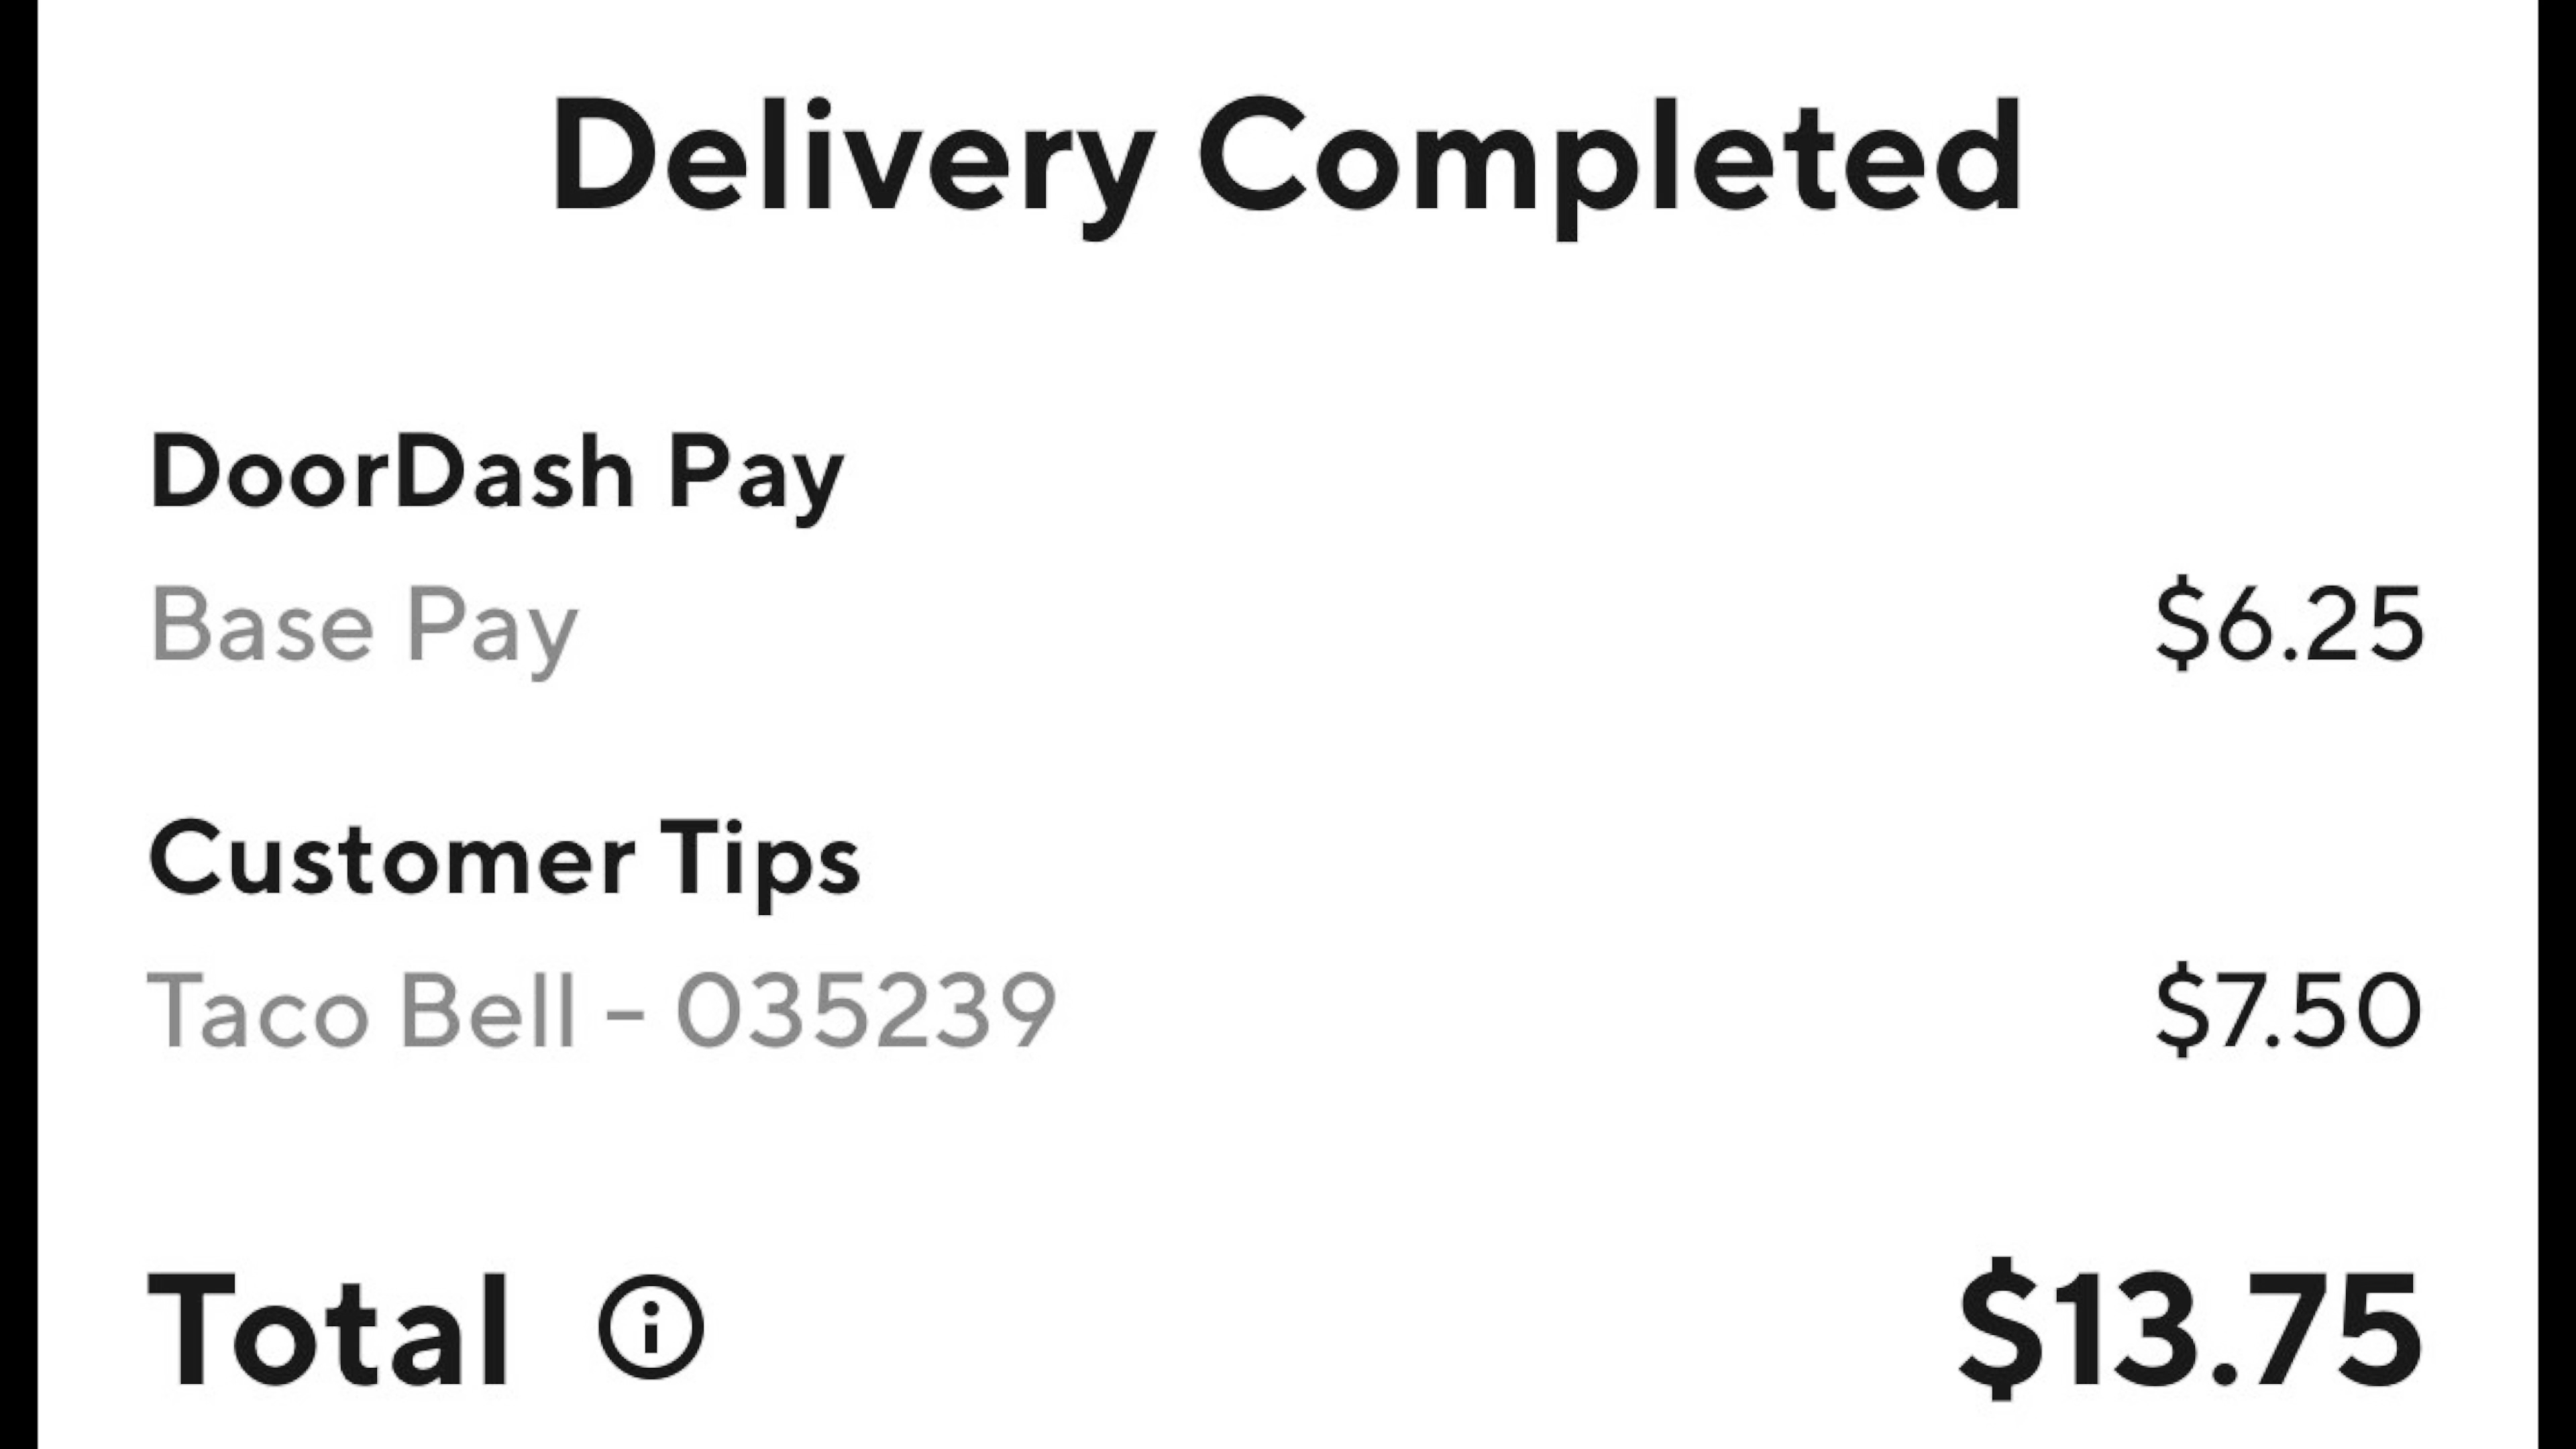 Delivery Completed
DoorDash Pay
Base Pay $6.25
Customer Tips
Taco Bell - 035239 $7.50
Total $13.75